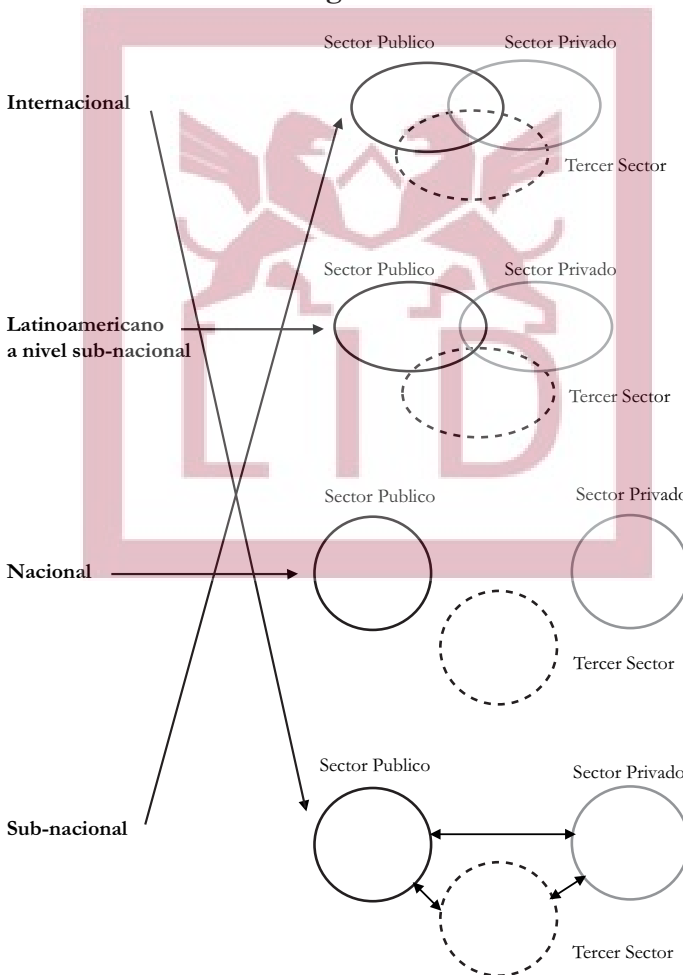 Sector Publico Sector Privado
Internacional
Tercer Sector
Sector Publico Sector Privado
Latinoamericano
a nivel sub-nacional
Tercer Sector
LID
Sector Publico Sector Privado
Nacional
Tercer Sector
Sector Publico Sector Privado
Sub-nacional
Tercer Sector